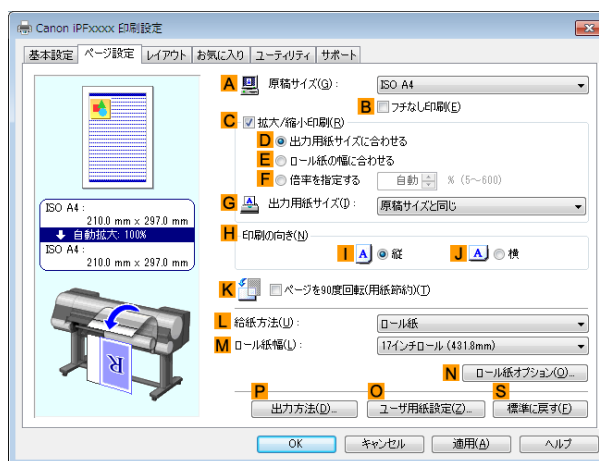 Canon iPFxxxx 印刷設定
基本設定 ページ設定 レイアウト お気に入り ユーティリティ サポート
A 原稿サイズ(G)： ISO A4
B フチなし印刷(E)
C 拡大/縮小印刷(R)
D 出力用紙サイズに合わせる
E ロール紙の幅に合わせる
F 倍率を指定する 自動 % (5～600)
G 出力用紙サイズ(I)： 原稿サイズと同じ
H 印刷の向き(N)
I A 縦 J A 横
K ページを90度回転(用紙節約)(T)
L 給紙方法(U)： ロール紙
M ロール紙幅(L)： 17インチロール (431.8mm)
N ロール紙オプション(O)...
P O S
出力方法(D)... ユーザ用紙設定(Z)... 標準に戻す(F)
OK キャンセル 適用(A) ヘルプ
ISO A4：
210.0 mm x 297.0 mm
自動拡大: 100%
ISO A4：
210.0 mm x 297.0 mm
R